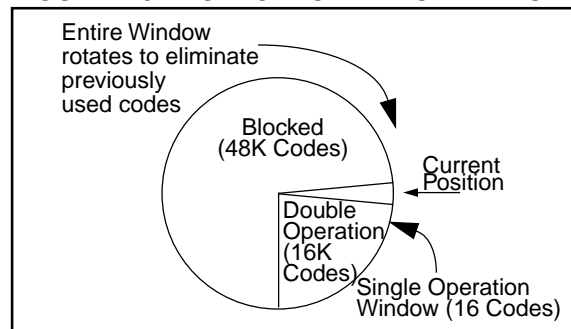 Entire Window
rotates to eliminate
previously
used codes
Blocked
(48K Codes)
Current
Position
Double
Operation
(16K
Codes)
Single Operation
Window (16 Codes)